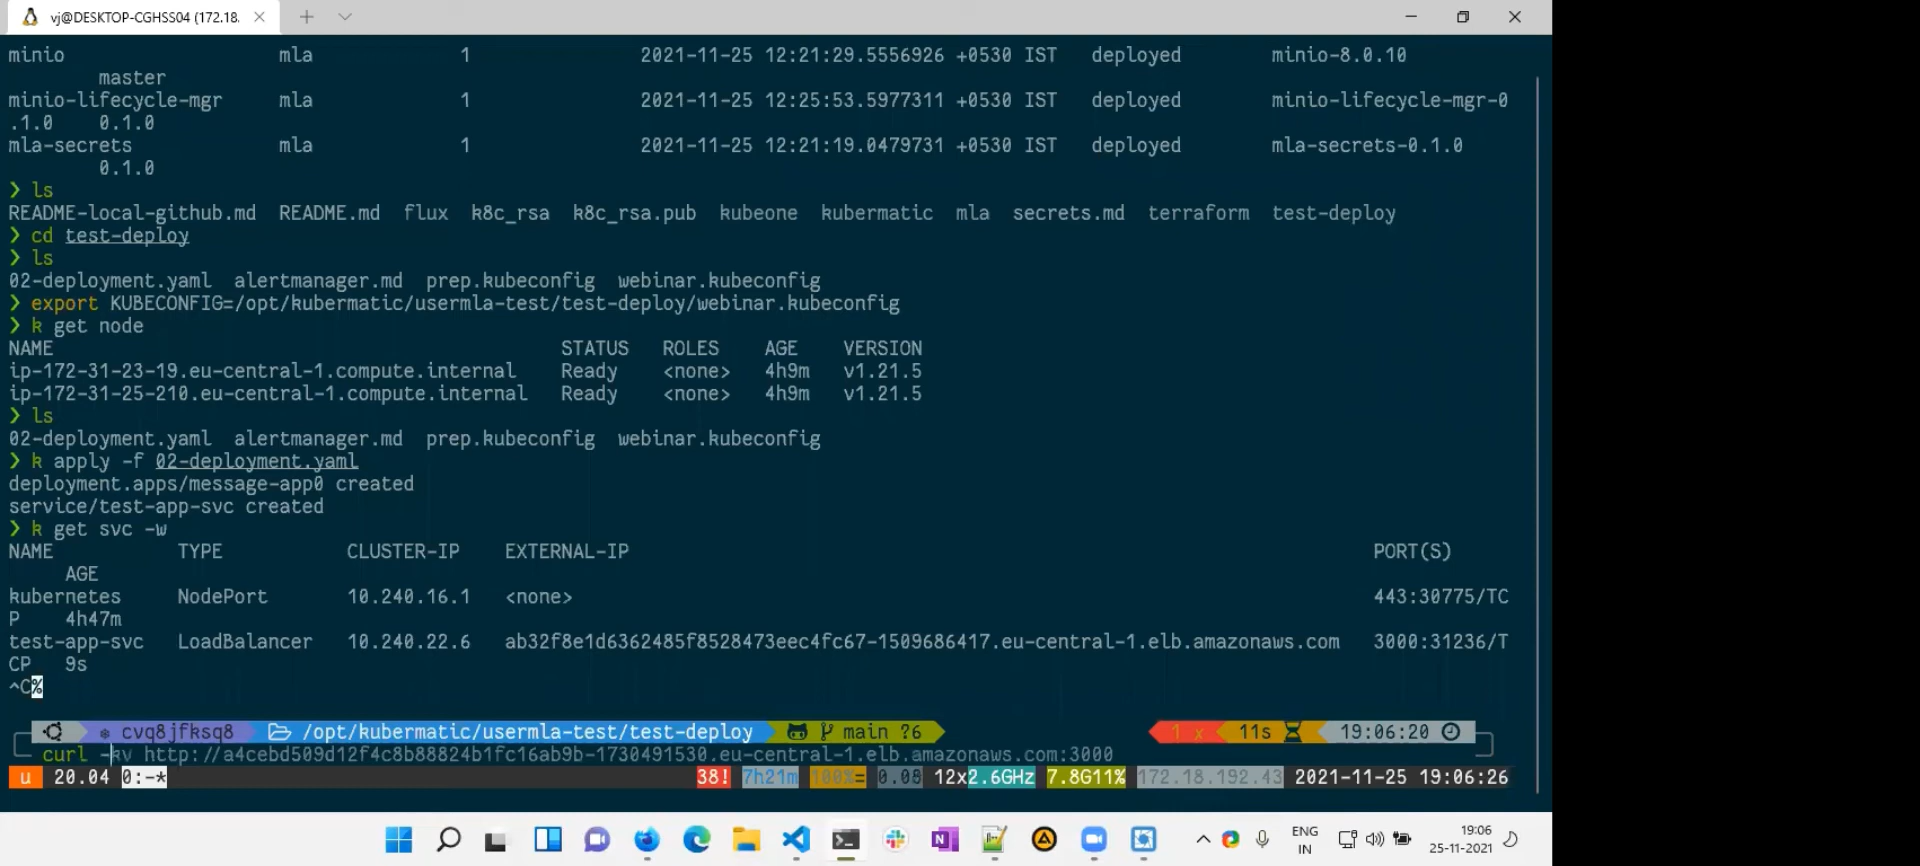 vj@DESKTOP-CGHSS04 (172.18.
minio mla 1 2021-11-25 12:21:29.5556926 +0530 IST deployed minio-8.0.10
master
minio-lifecycle-mgr mla 1 2021-11-25 12:25:53.5977311 +0530 IST deployed minio-lifecycle-mgr-0
.1.0 0.1.0
mla-secrets mla 1 2021-11-25 12:21:19.0479731 +0530 IST deployed mla-secrets-0.1.0
0.1.0
❯ ls
README-local-github.md README.md flux k8c_rsa k8c_rsa.pub kubeone kubermatic mla secrets.md terraform test-deploy
❯ cd test-deploy
❯ ls
02-deployment.yaml alertmanager.md prep.kubeconfig webinar.kubeconfig
❯ export KUBECONFIG=/opt/kubermatic/usermla-test/test-deploy/webinar.kubeconfig
❯ k get node
NAME STATUS ROLES AGE VERSION
ip-172-31-23-19.eu-central-1.compute.internal Ready <none> 4h9m v1.21.5
ip-172-31-25-210.eu-central-1.compute.internal Ready <none> 4h9m v1.21.5
❯ ls
02-deployment.yaml alertmanager.md prep.kubeconfig webinar.kubeconfig
❯ k apply -f 02-deployment.yaml
deployment.apps/message-app0 created
service/test-app-svc created
❯ k get svc -w
NAME TYPE CLUSTER-IP EXTERNAL-IP PORT(S)
AGE
kubernetes NodePort 10.240.16.1 <none> 443:30775/TC
P 4h47m
test-app-svc LoadBalancer 10.240.22.6 ab32f8e1d6362485f8528473eec4fc67-1509686417.eu-central-1.elb.amazonaws.com 3000:31236/T
CP 9s
^C%
cvq8jfksq8 /opt/kubermatic/usermla-test/test-deploy main ?6 1 x 11s 19:06:20
curl -kv http://a4cebd509d12f4c8b88824b1fc16ab9b-1730491530.eu-central-1.elb.amazonaws.com:3000
u 20.04 0:-* 38! 7h21m 100%= 0.08 12x2.6GHz 7.8G11% 172.18.192.43 2021-11-25 19:06:26
ENG
IN
19:06
25-11-2021